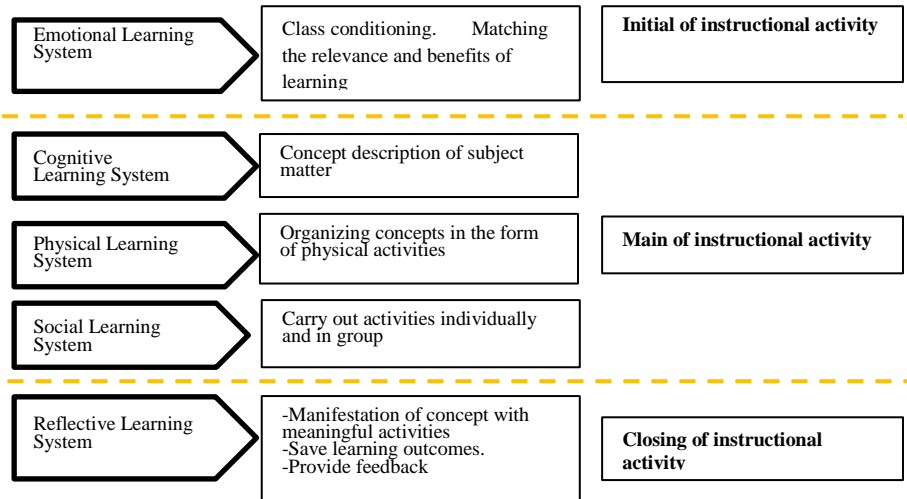 Emotional Learning
System
Class conditioning. Matching
the relevance and benefits of
learning
Initial of instructional activity
Cognitive
Learning System
Concept description of subject
matter
Physical Learning
System
Organizing concepts in the form
of physical activities
Main of instructional activity
Social Learning
System
Carry out activities individually
and in group
Reflective Learning
System
-Manifestation of concept with
meaningful activities
-Save learning outcomes.
-Provide feedback
Closing of instructional
activity